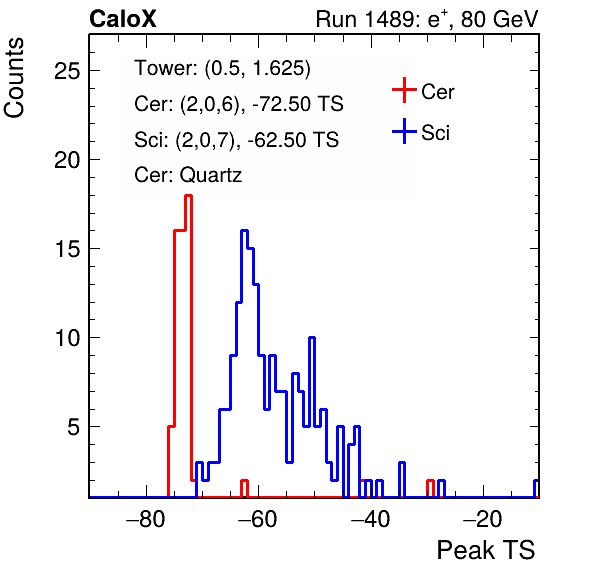 CaloX Run 1489: e⁺, 80 GeV
Counts
Tower: (0.5, 1.625)
Cer: (2,0,6), -72.50 TS
Sci: (2,0,7), -62.50 TS
Cer: Quartz
Cer
Sci
25
20
15
10
5
−80 −60 −40 −20
Peak TS